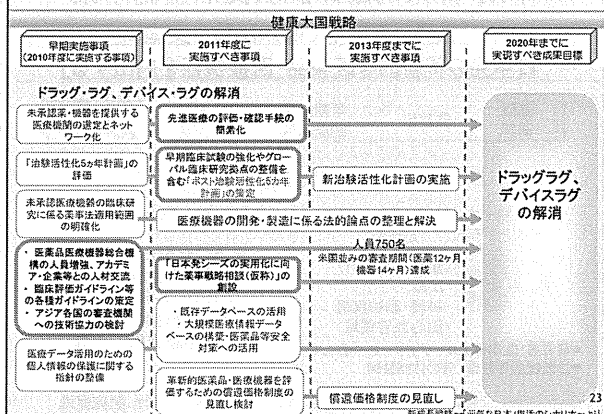 健康大国戦略
早期実施事項
(2010年度に実施する事項)
2011年度に
実施すべき事項
2013年度までに
実施すべき事項
2020年までに
実現すべき成果目標
ドラッグ・ラグ、デバイス・ラグの解消
未承認薬・機器を提供する
医療機関の選定とネット
ワーク化
先進医療の評価・確認手続の
簡素化
「治験活性化5ヵ年計画」の
評価
早期臨床試験の強化やグロー
バル臨床研究拠点の整備を
含む「ポスト治験活性化5カ年
計画」の策定
新治験活性化計画の実施
未承認医療機器の臨床研
究に係る薬事法適用範囲
の明確化
医療機器の開発・製造に係る法的論点の整理と解決
・ 医薬品医療機器総合機
構の人員増強、アカデミ
ア・企業等との人材交流
・ 臨床評価ガイドライン等
の各種ガイドラインの策定
・ アジア各国の審査機関
への技術協力の検討
「日本発シーズの実用化に向
けた薬事戦略相談(仮称)」の
創設
人員750名
米国並みの審査期間(医薬12ヶ月
機器14ヶ月)達成
・既存データベースの活用
・大規模医療情報データ
ベースの構築・医薬品等安全
対策への活用
医療データ活用のための
個人情報の保護に関する
指針の整備
革新的医薬品・医療機器を評
価するための償還価格制度の
見直し検討
償還価格制度の見直し
ドラッグラグ、
デバイスラグ
の解消
23